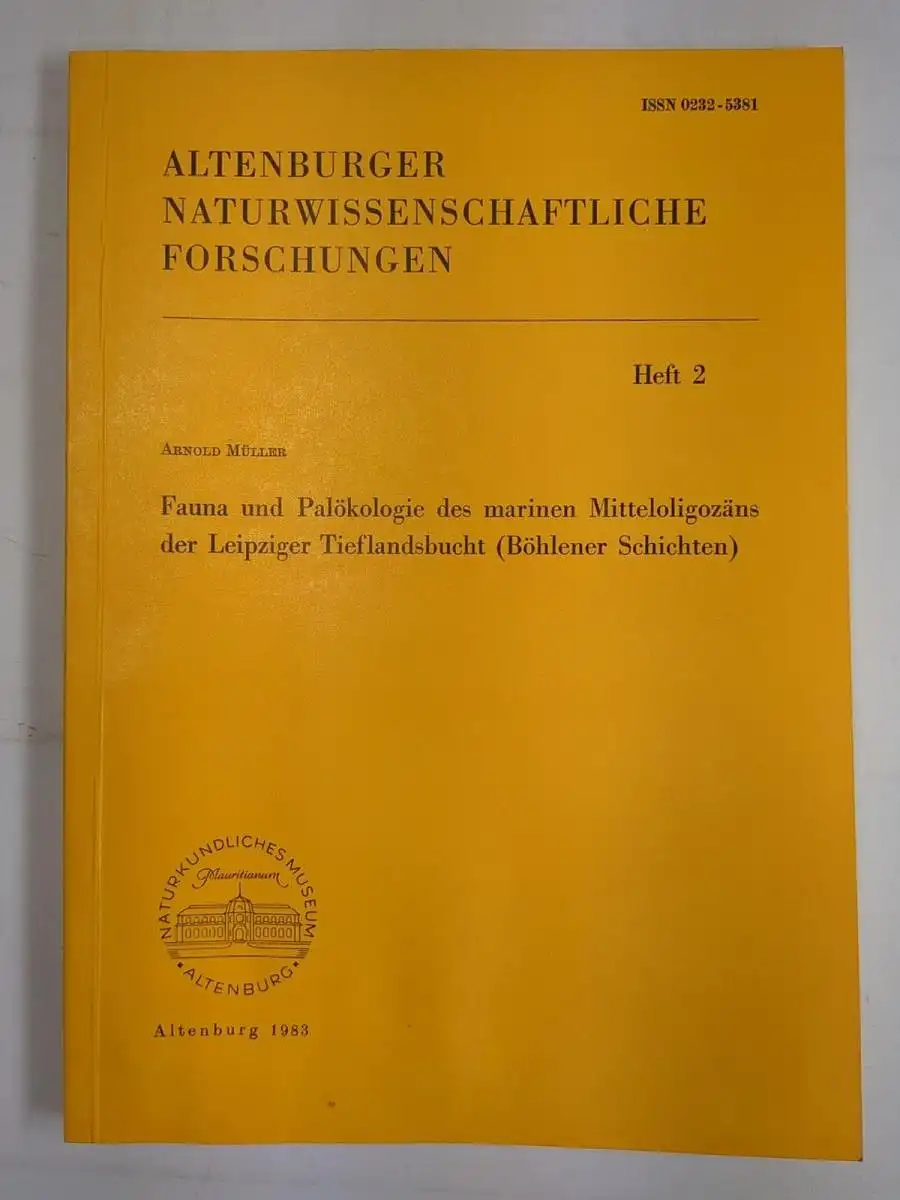 ISSN 0232-5381
ALTENBURGER
NATURWISSENSCHAFTLICHE
FORSCHUNGEN
Heft 2
ARNOLD MÜLLER
Fauna und Palökologie des marinen Mitteloligozäns
der Leipziger Tieflandsbucht (Böhlener Schichten)
NATURKUNDLICHES MUSEUM
Mauritianum
• ALTENBURG •
Altenburg 1983